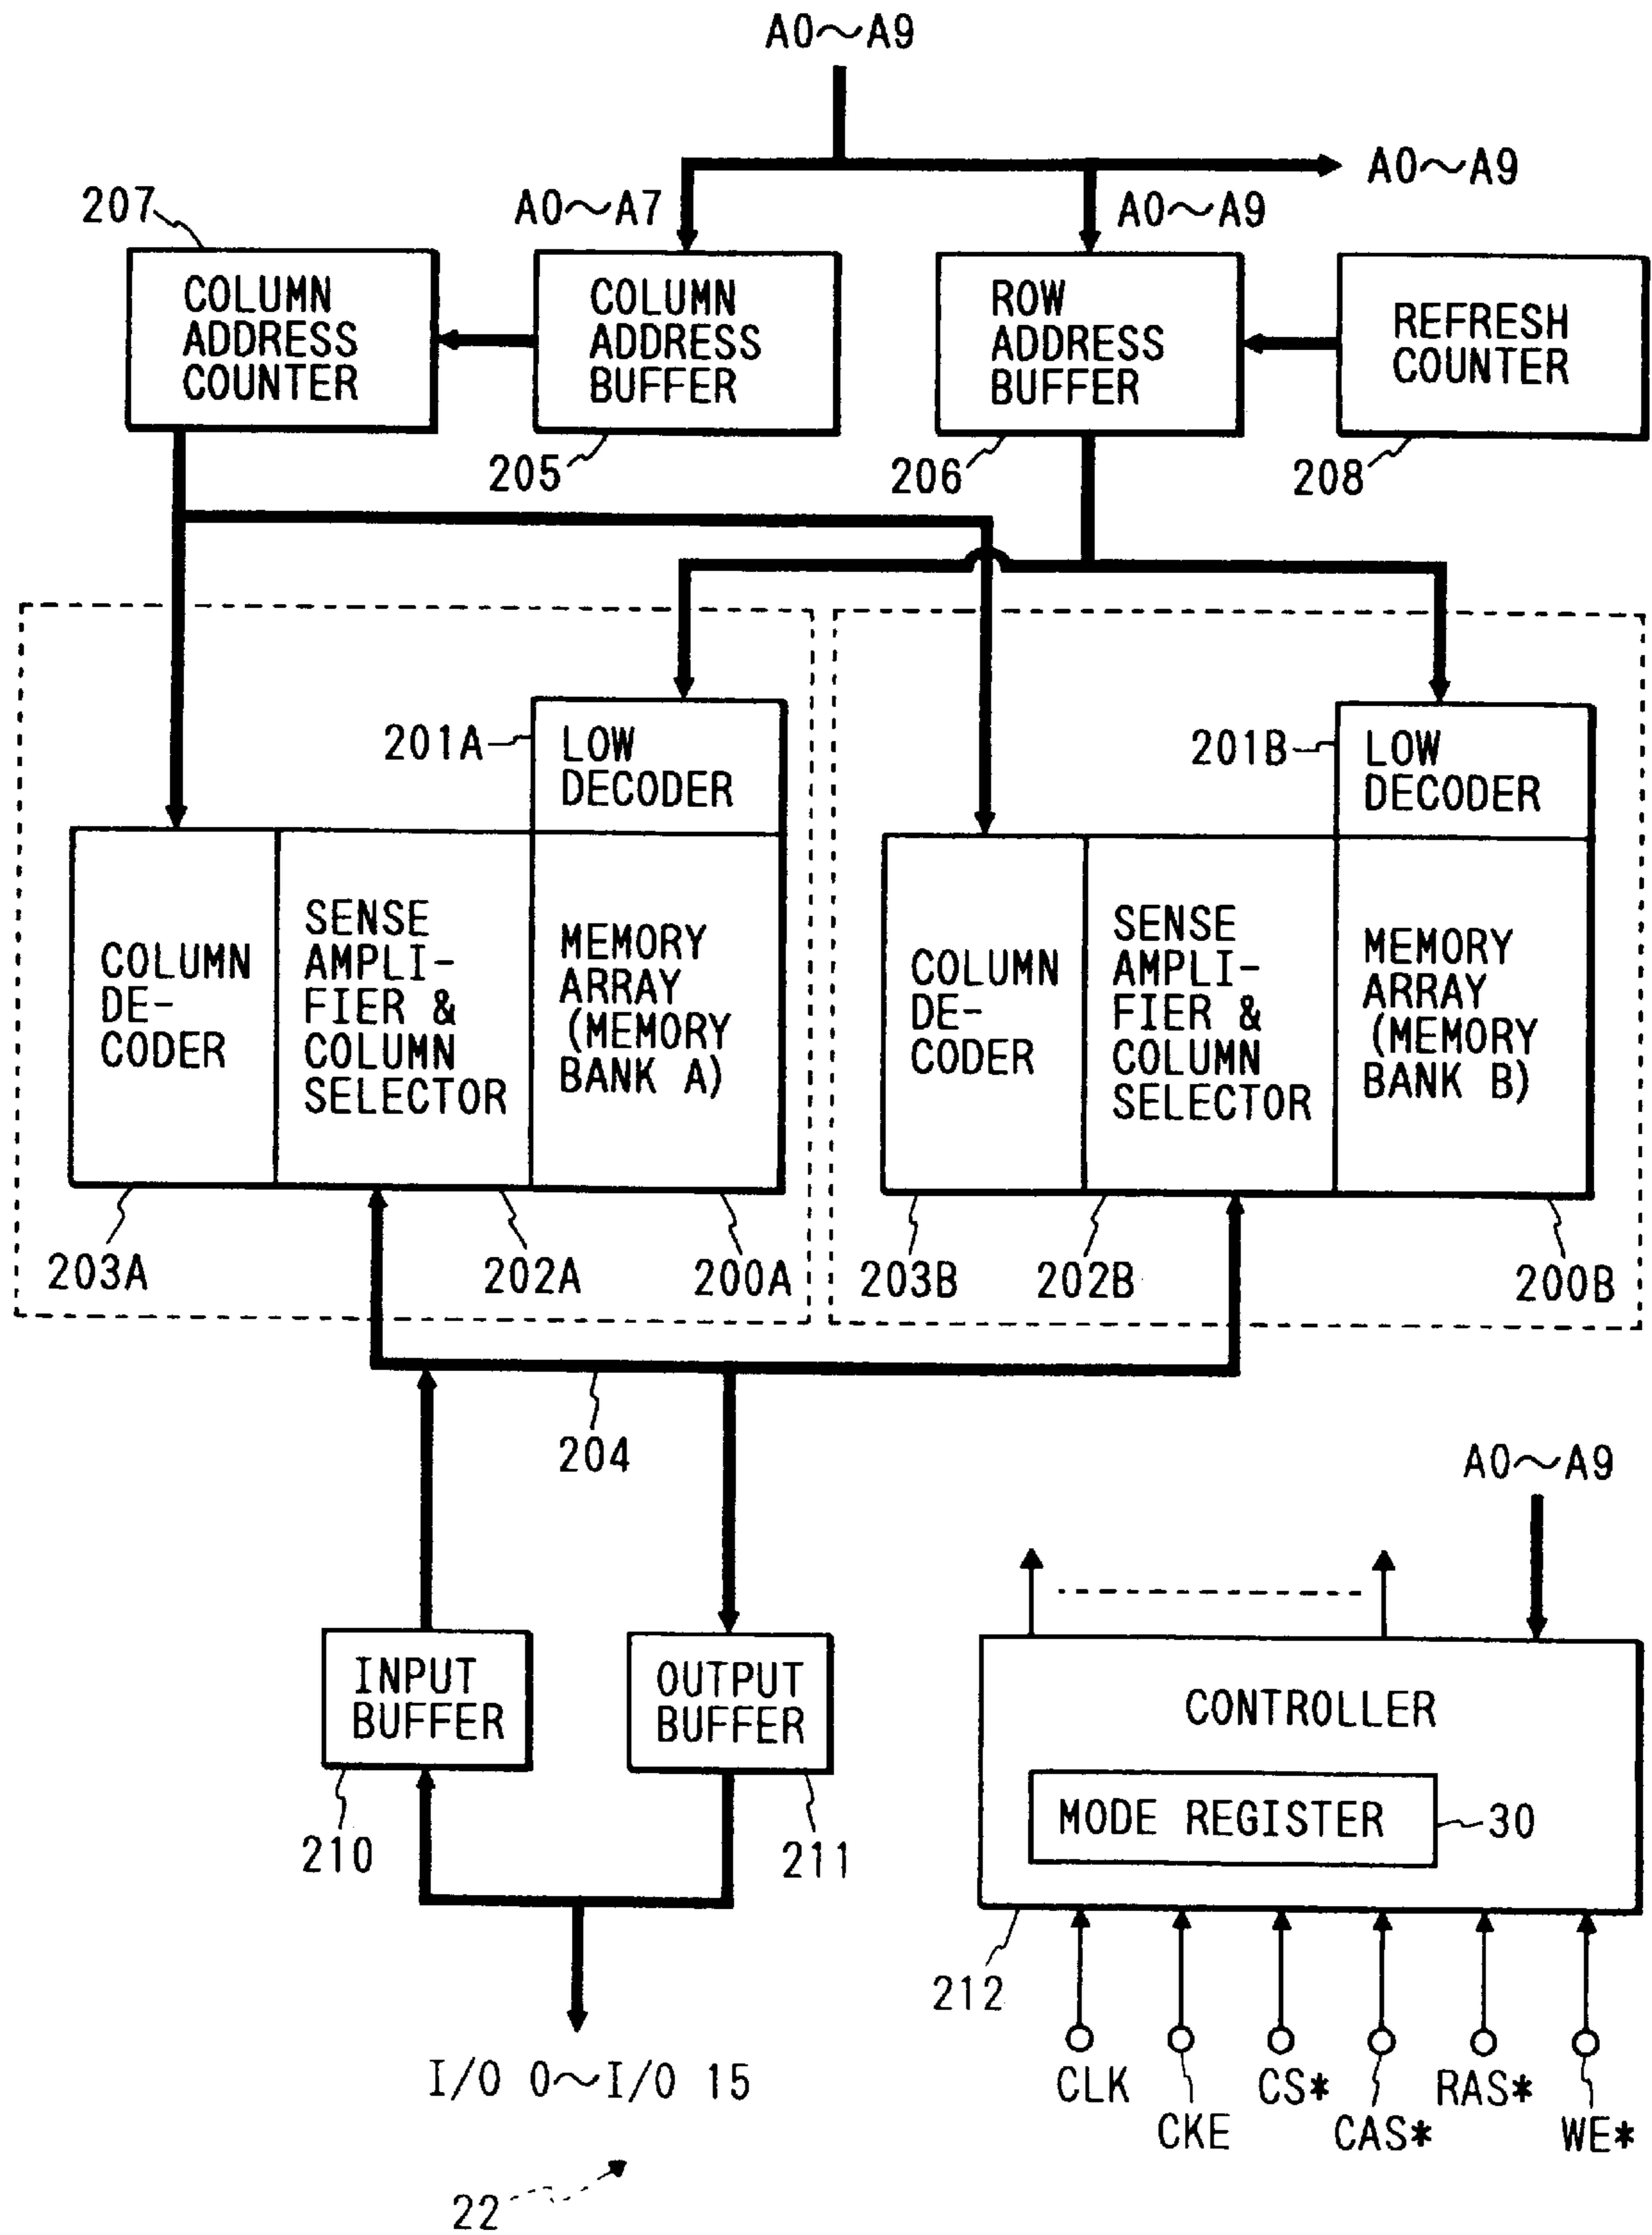 A0～A9
A0～A9
207
A0～A7
A0～A9
COLUMN
ADDRESS
COUNTER
COLUMN
ADDRESS
BUFFER
ROW
ADDRESS
BUFFER
REFRESH
COUNTER
205
206
208
201A
LOW
DECODER
201B
LOW
DECODER
COLUMN
DE-
CODER
SENSE
AMPLI-
FIER &
COLUMN
SELECTOR
MEMORY
ARRAY
(MEMORY
BANK A)
COLUMN
DE-
CODER
SENSE
AMPLI-
FIER &
COLUMN
SELECTOR
MEMORY
ARRAY
(MEMORY
BANK B)
203A
202A
200A
203B
202B
200B
204
A0～A9
INPUT
BUFFER
OUTPUT
BUFFER
CONTROLLER
MODE REGISTER
30
210
211
212
I/O 0～I/O 15
CLK
CKE
CS*
CAS*
RAS*
WE*
22